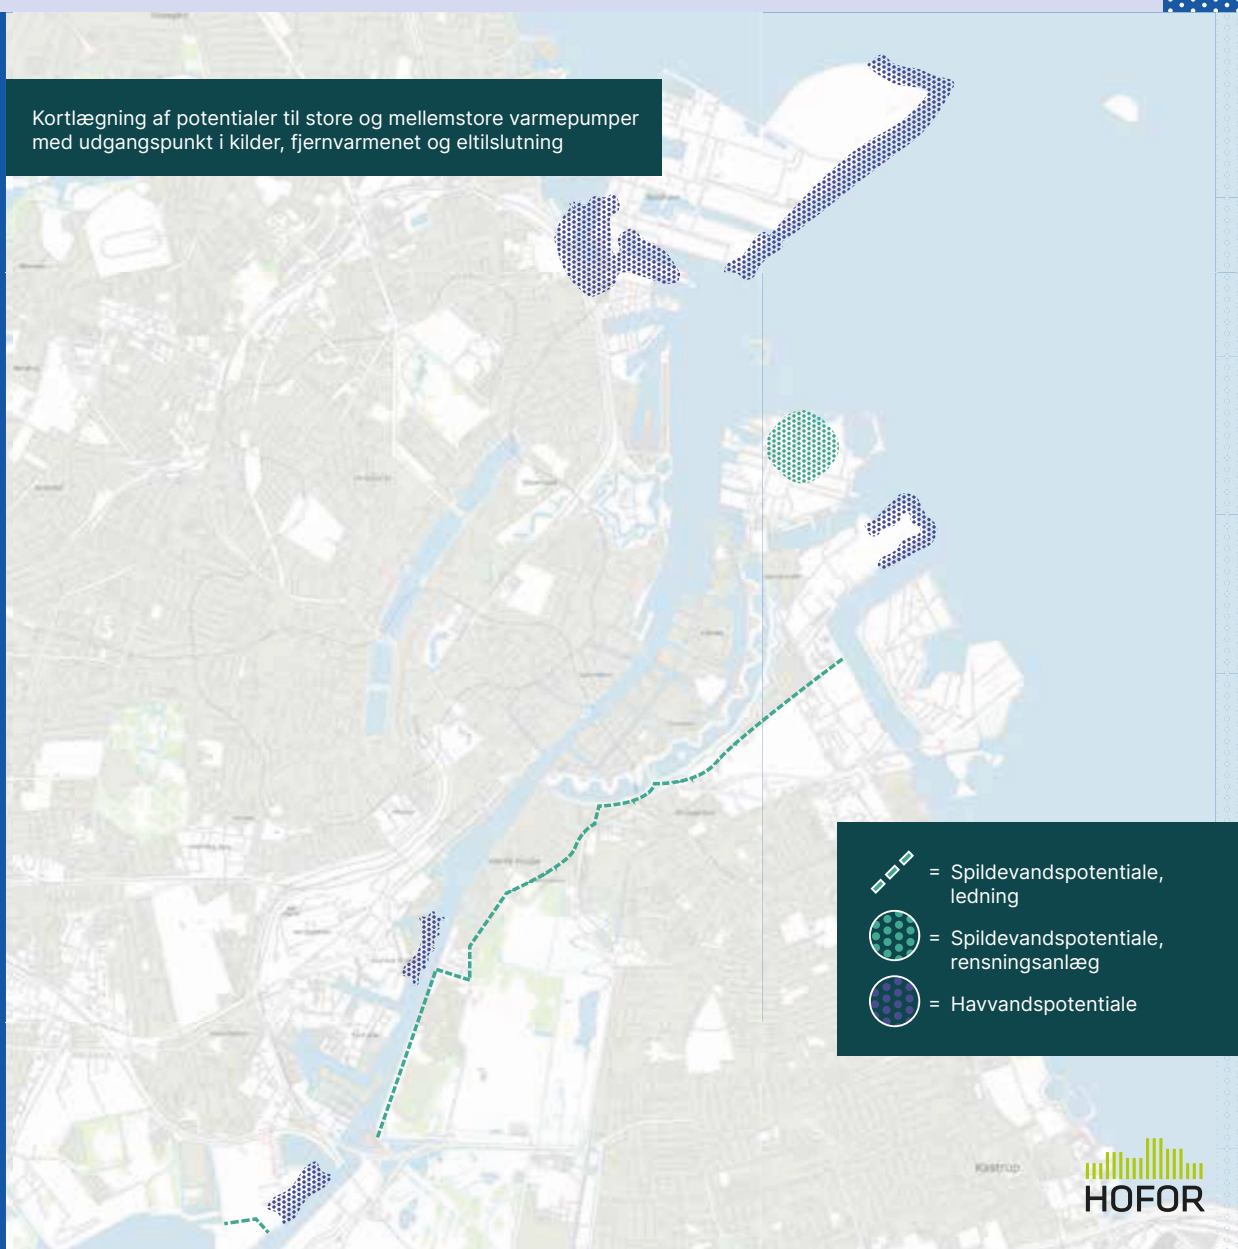 Kortlægning af potentialer til store og mellemstore varmepumper
med udgangspunkt i kilder, fjernvarmenet og eltilslutning
= Spildevandspotentiale,
ledning
= Spildevandspotentiale,
rensningsanlæg
= Havvandspotentiale
Kastrup
HOFOR